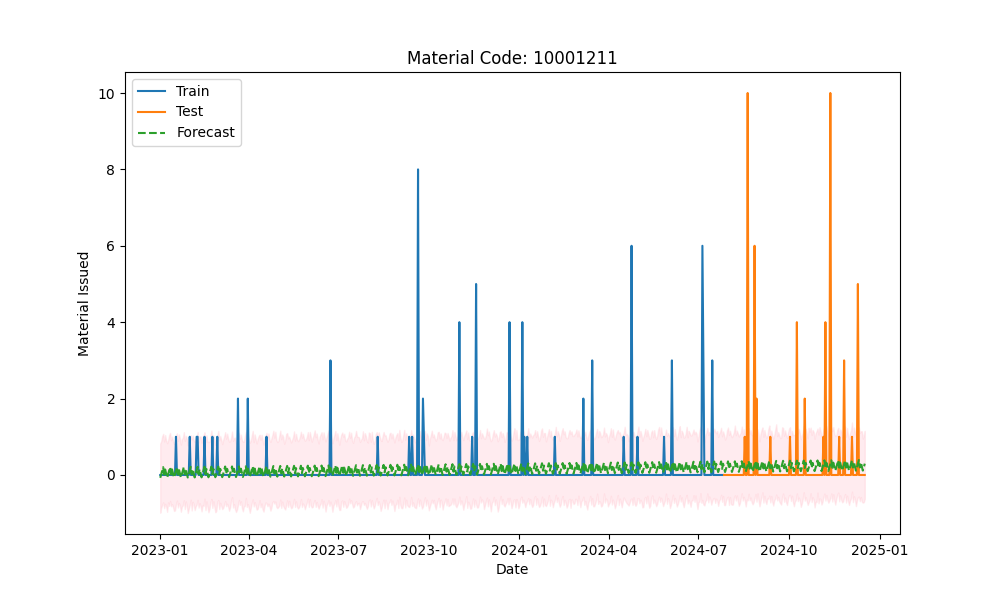 Material Code: 10001211
Train
Test
Forecast
10
8
6
4
2
0
Material Issued
2023-01 2023-04 2023-07 2023-10 2024-01 2024-04 2024-07 2024-10 2025-01
Date